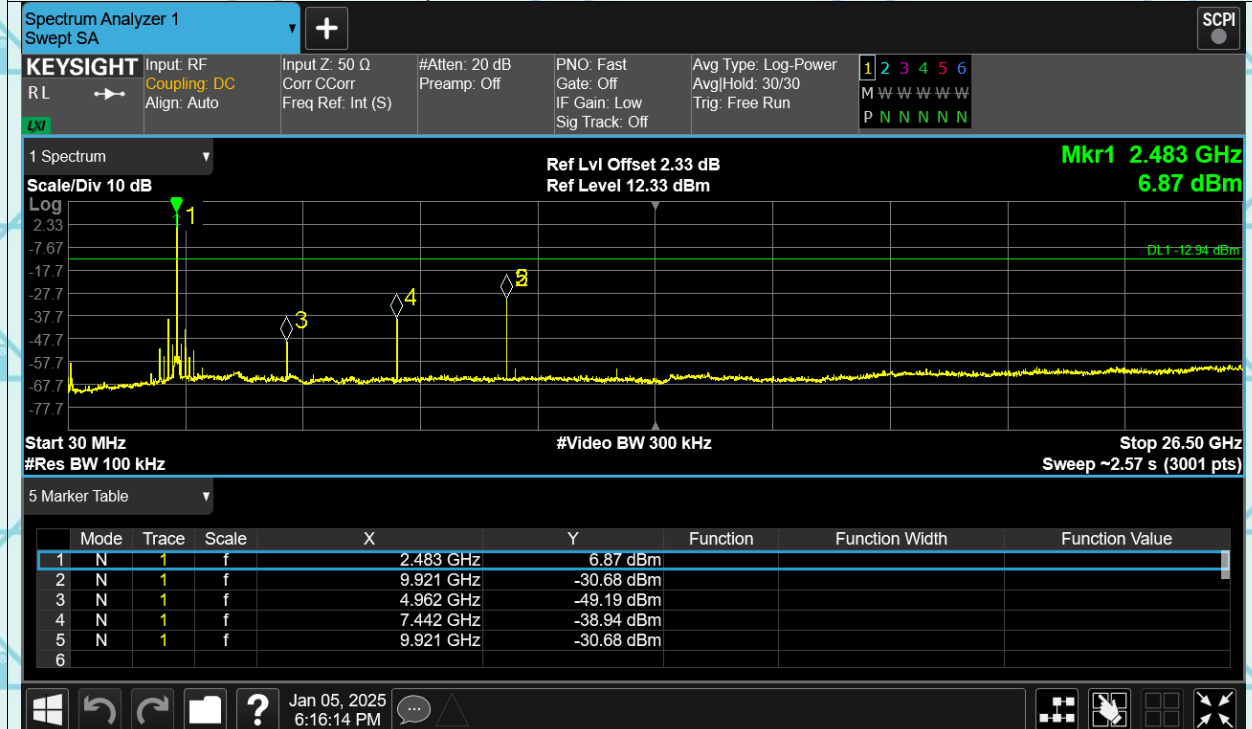 Spectrum Analyzer 1
Swept SA
+
SCPI
KEYSIGHT
RL
LXI
Input: RF
Coupling: DC
Align: Auto
Input Z: 50 Ω
Corr CCorr
Freq Ref: Int (S)
#Atten: 20 dB
Preamp: Off
PNO: Fast
Gate: Off
IF Gain: Low
Sig Track: Off
Avg Type: Log-Power
Avg|Hold: 30/30
Trig: Free Run
1 2 3 4 5 6
M W W W W W
P N N N N N
1 Spectrum
Scale/Div 10 dB
Ref Lvl Offset 2.33 dB
Ref Level 12.33 dBm
Mkr1 2.483 GHz
6.87 dBm
Log
2.33
-7.67
-17.7
-27.7
-37.7
-47.7
-57.7
-67.7
-77.7
1
3
4
DL1 -12.94 dBm
Start 30 MHz
#Res BW 100 kHz
#Video BW 300 kHz
Stop 26.50 GHz
Sweep ~2.57 s (3001 pts)
5 Marker Table
Mode Trace Scale X Y Function Function Width Function Value
1 N 1 f 2.483 GHz 6.87 dBm
2 N 1 f 9.921 GHz -30.68 dBm
3 N 1 f 4.962 GHz -49.19 dBm
4 N 1 f 7.442 GHz -38.94 dBm
5 N 1 f 9.921 GHz -30.68 dBm
6
?
Jan 05, 2025
6:16:14 PM